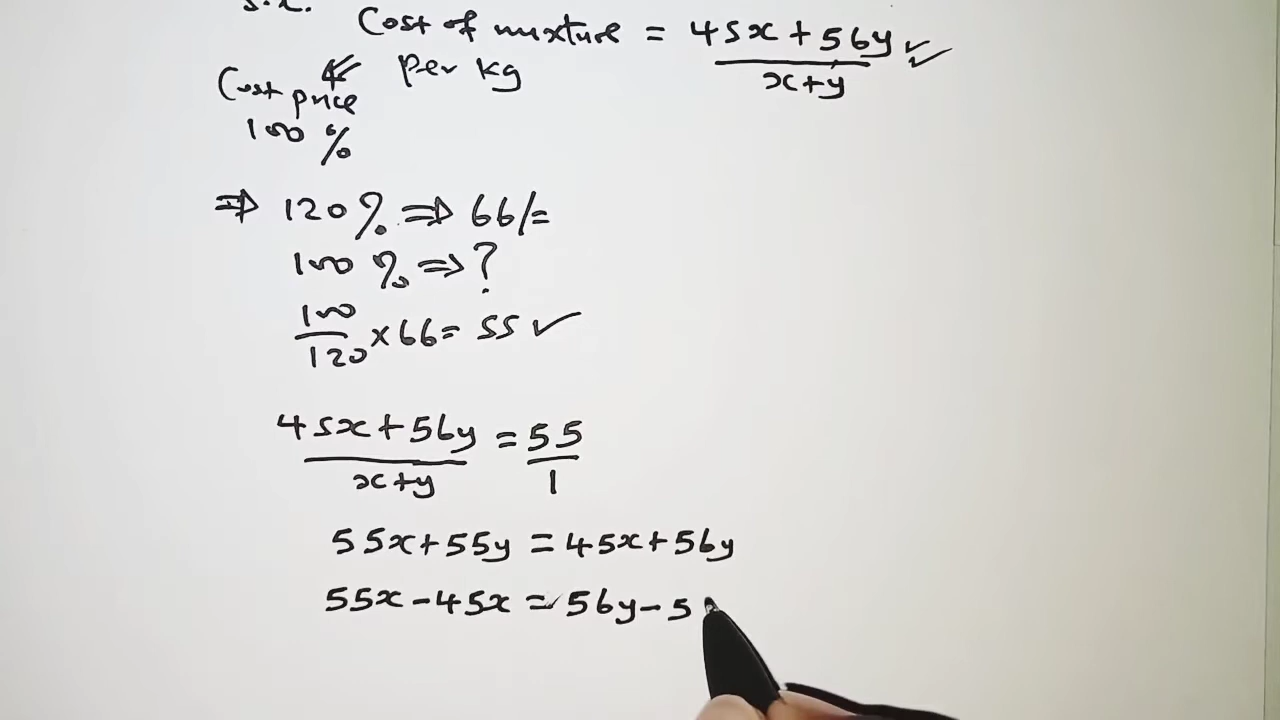 Cost of mixture = 45x + 56y
x+y
per kg
Cost price
100 %
⇒ 120% ⇒ 66/=
100 % ⇒ ?
100
120 × 66 = 55 ✓
45x + 56y = 55
x+y 1
55x + 55y = 45x + 56y
55x - 45x = 56y - 5